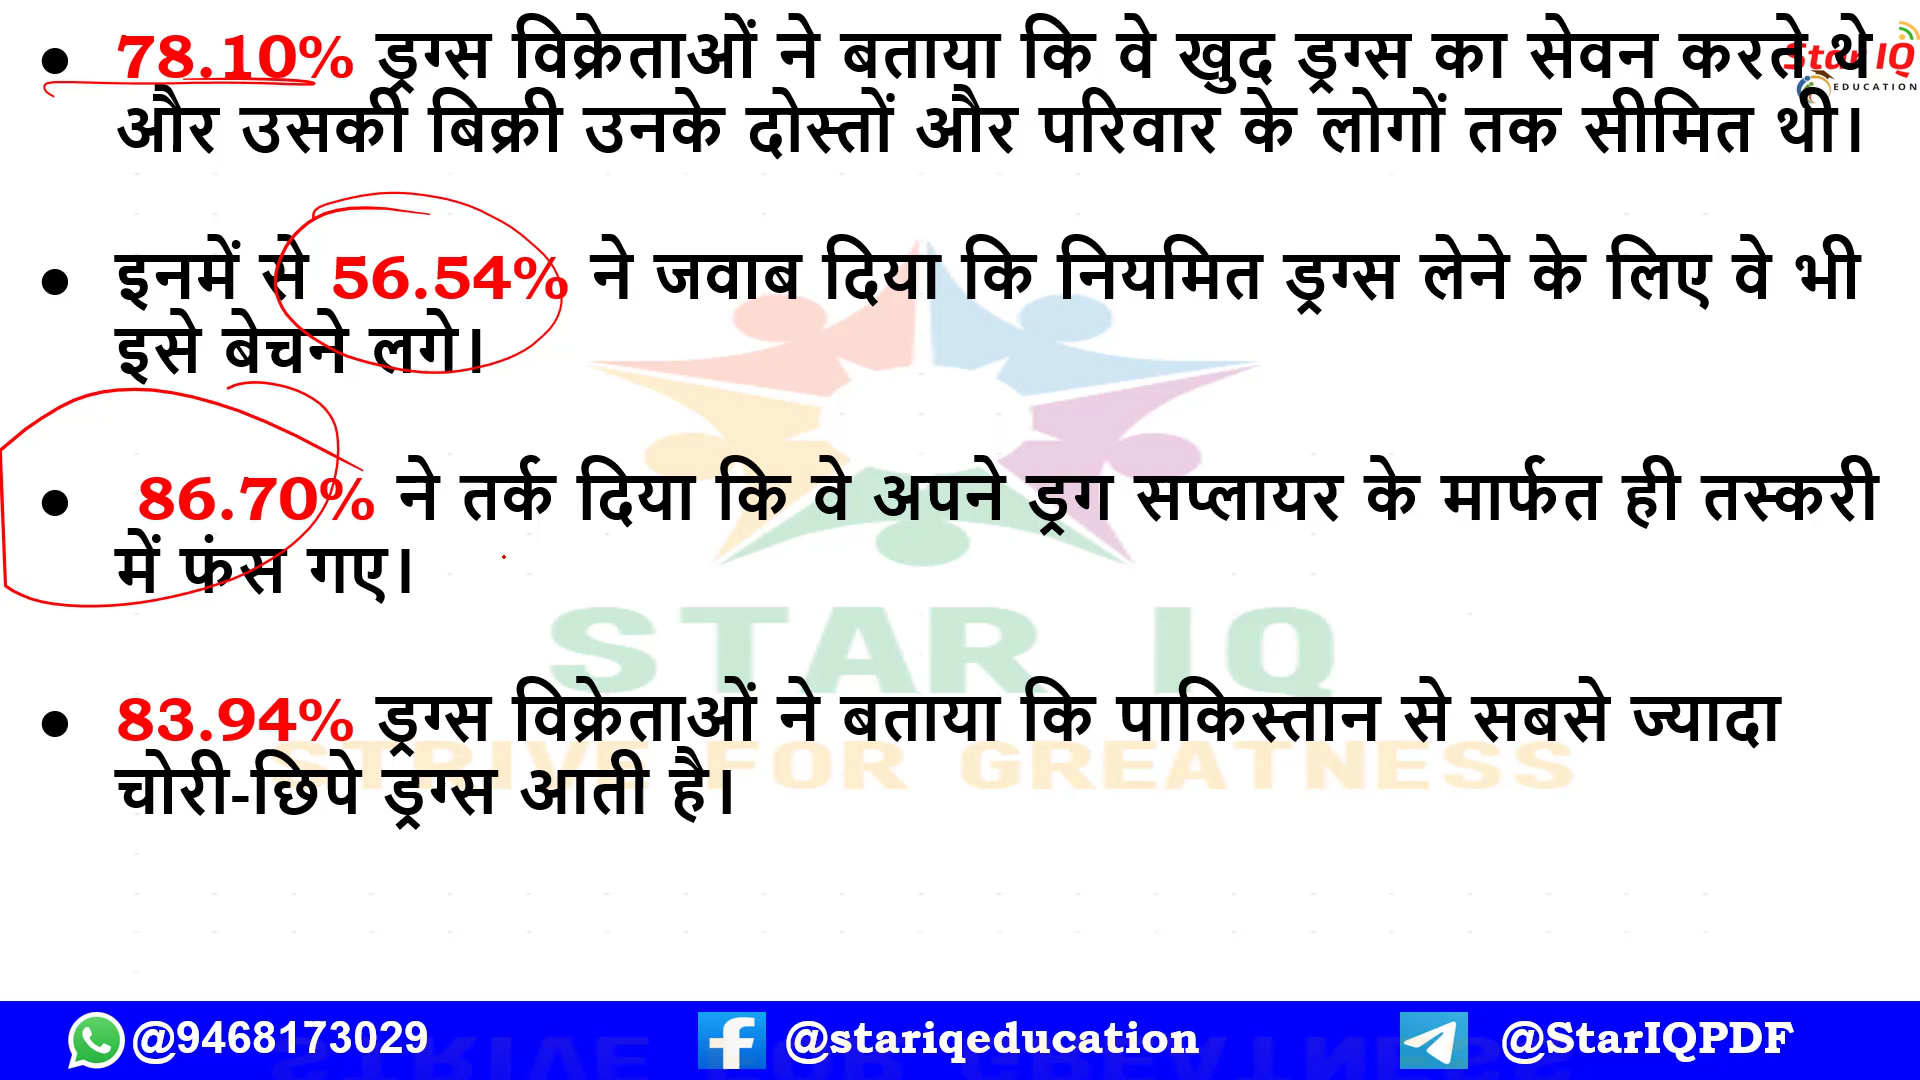 • 78.10% ड्रग्स विक्रेताओं ने बताया कि वे खुद ड्रग्स का सेवन करते थे
Star IQ
EDUCATION
और उसकी बिक्री उनके दोस्तों और परिवार के लोगों तक सीमित थी।
• इनमें से 56.54% ने जवाब दिया कि नियमित ड्रग्स लेने के लिए वे भी
इसे बेचने लगे।
• 86.70% ने तर्क दिया कि वे अपने ड्रग सप्लायर के मार्फत ही तस्करी
में फंस गए।
STAR IQ
• 83.94% ड्रग्स विक्रेताओं ने बताया कि पाकिस्तान से सबसे ज्यादा
STRIVE FOR GREATNESS
चोरी-छिपे ड्रग्स आती है।
@9468173029
@stariqeducation
@StarIQPDF